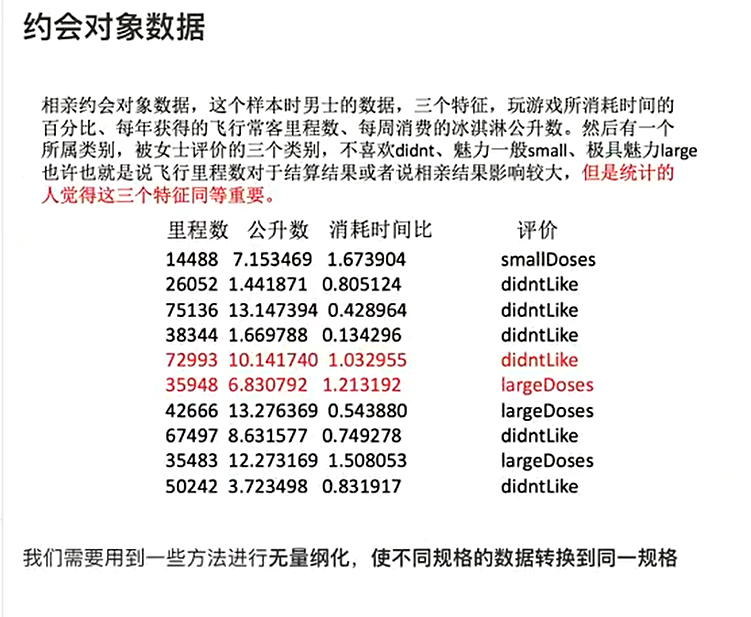 约会对象数据
相亲约会对象数据，这个样本时男士的数据，三个特征，玩游戏所消耗时间的
百分比、每年获得的飞行常客里程数、每周消费的冰淇淋公升数。然后有一个
所属类别，被女士评价的三个类别，不喜欢didnt、魅力一般small、极具魅力large
也许也就是说飞行里程数对于结算结果或者说相亲结果影响较大，但是统计的
人觉得这三个特征同等重要。
里程数 公升数 消耗时间比 评价
14488 7.153469 1.673904 smallDoses
26052 1.441871 0.805124 didntLike
75136 13.147394 0.428964 didntLike
38344 1.669788 0.134296 didntLike
72993 10.141740 1.032955 didntLike
35948 6.830792 1.213192 largeDoses
42666 13.276369 0.543880 largeDoses
67497 8.631577 0.749278 didntLike
35483 12.273169 1.508053 largeDoses
50242 3.723498 0.831917 didntLike
我们需要用到一些方法进行无量纲化，使不同规格的数据转换到同一规格